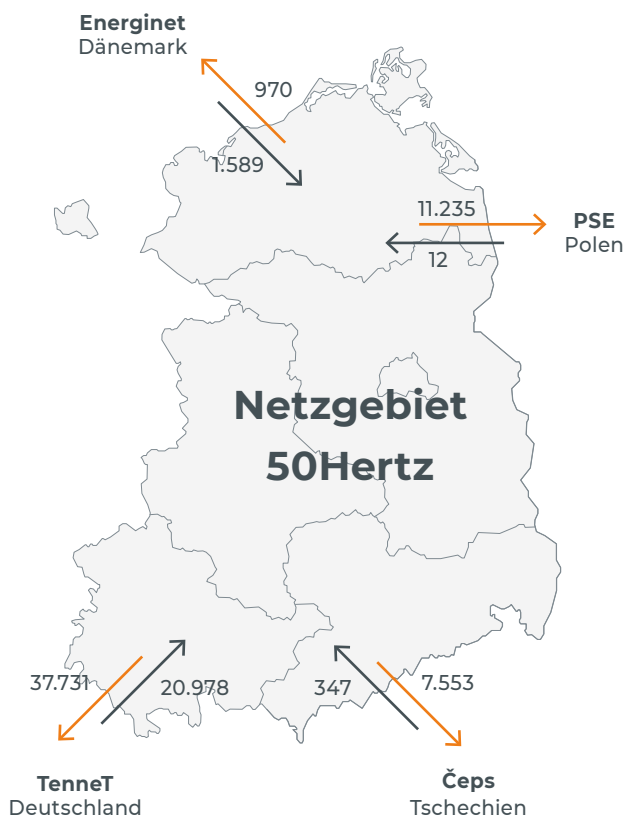 Energinet
Dänemark
970
1.589
11.235
PSE
Polen
12
Netzgebiet
50Hertz
37.731
20.978
347
7.553
TenneT
Deutschland
Čeps
Tschechien